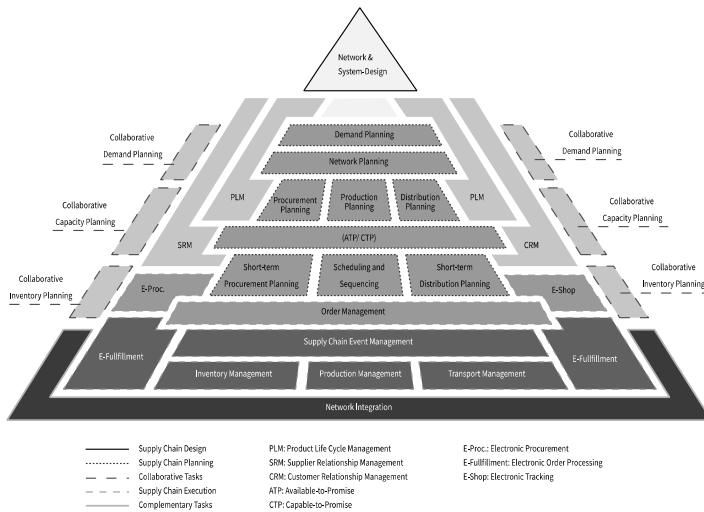 Network &
System-Design
Collaborative
Demand Planning
Demand Planning
Collaborative
Demand Planning
Network Planning
Collaborative
Capacity Planning
PLM
Procurement
Planning
Production
Planning
Distribution
Planning
PLM
Collaborative
Capacity Planning
SRM
(ATP/ CTP)
CRM
Collaborative
Inventory Planning
E-Proc.
Short-term
Procurement Planning
Scheduling and
Sequencing
Short-term
Distribution Planning
E-Shop
Collaborative
Inventory Planning
Order Management
E-Fullfillment
Supply Chain Event Management
E-Fullfillment
Inventory Management
Production Management
Transport Management
Network Integration
Supply Chain Design
Supply Chain Planning
Collaborative Tasks
Supply Chain Execution
Complementary Tasks
PLM: Product Life Cycle Management
SRM: Supplier Relationship Management
CRM: Customer Relationship Management
ATP: Available-to-Promise
CTP: Capable-to-Promise
E-Proc.: Electronic Procurement
E-Fullfillment: Electronic Order Processing
E-Shop: Electronic Tracking